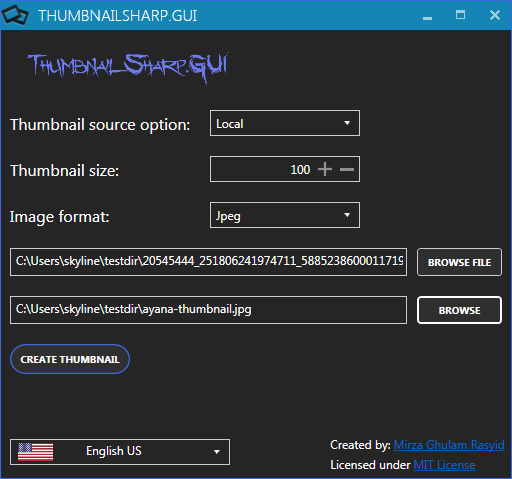 THUMBNAILSHARP.GUI
ThumbnailSharp.GUI
Thumbnail source option: Local
Thumbnail size: 100
Image format: Jpeg
C:\Users\skyline\testdir\20545444_251806241974711_5885238600011719 BROWSE FILE
C:\Users\skyline\testdir\ayana-thumbnail.jpg BROWSE
CREATE THUMBNAIL
English US
Created by: Mirza Ghulam Rasyid
Licensed under MIT License